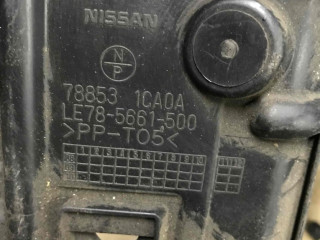 NISSAN
N
P
78853 1CA0A
LE78-5661-500
>PP-T05<